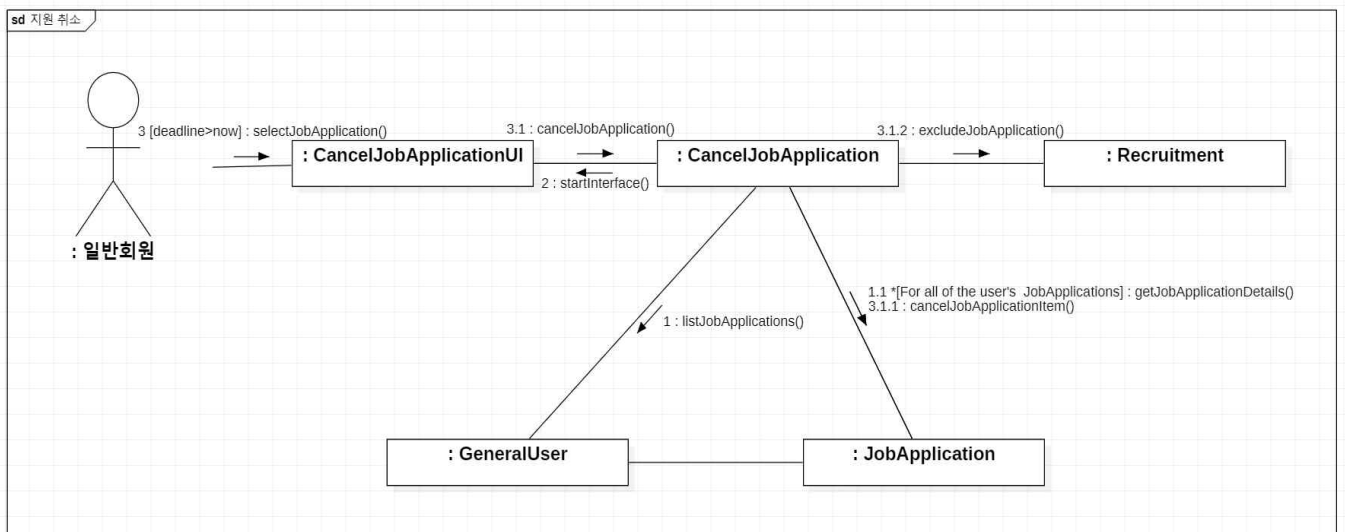 sd 지원 취소
3 [deadline>now] : selectJobApplication()
3.1 : cancelJobApplication()
3.1.2 : excludeJobApplication()
: CancelJobApplicationUI
: CancelJobApplication
: Recruitment
2 : startInterface()
: 일반회원
1.1 *[For all of the user's  JobApplications] : getJobApplicationDetails()
3.1.1 : cancelJobApplicationItem()
1 : listJobApplications()
: GeneralUser
: JobApplication